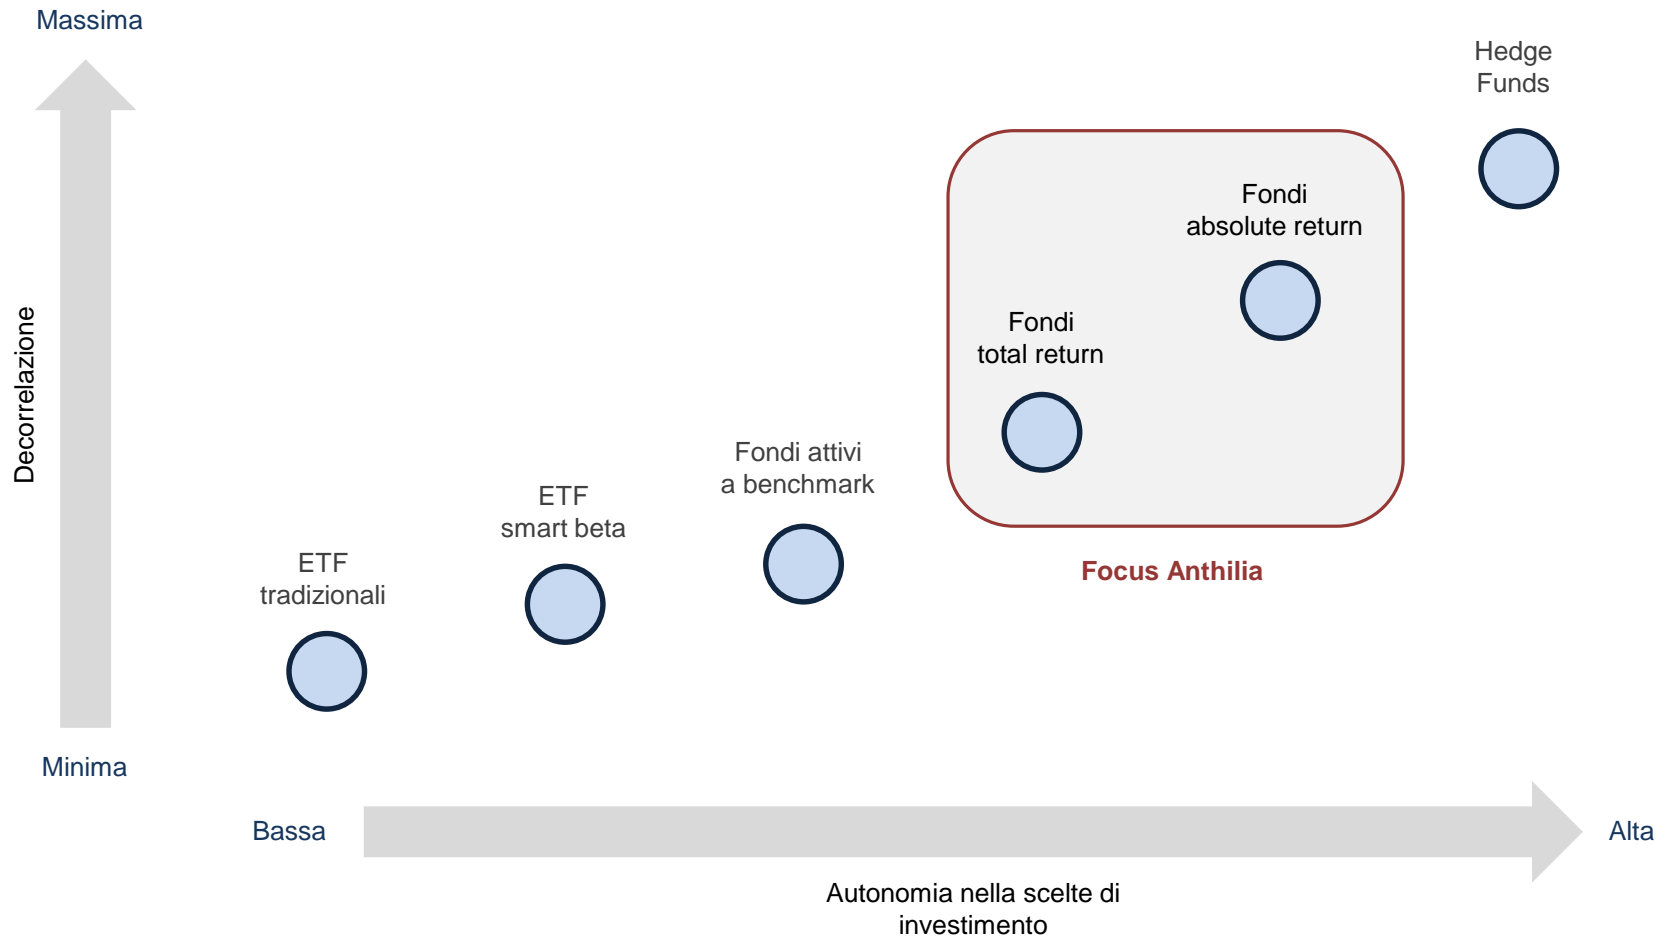 Massima
Hedge
Funds
Fondi
absolute return
Fondi
total return
Decorrelazione
Fondi attivi
a benchmark
ETF
smart beta
ETF
tradizionali
Focus Anthilia
Minima
Bassa
Alta
Autonomia nella scelte di
investimento